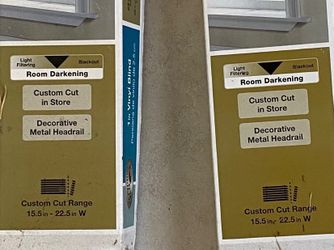 Light
Filtering
Blackout
Room Darkening
Custom Cut
in Store
Decorative
Metal Headrail
Custom Cut Range
15.5 in - 22.5 in W
1 in Vinyl Blind
Light
Filtering
Blackout
Room Darkening
Custom Cut
in Store
Decorative
Metal Headrail
Custom Cut Range
15.5 in - 22.5 in W